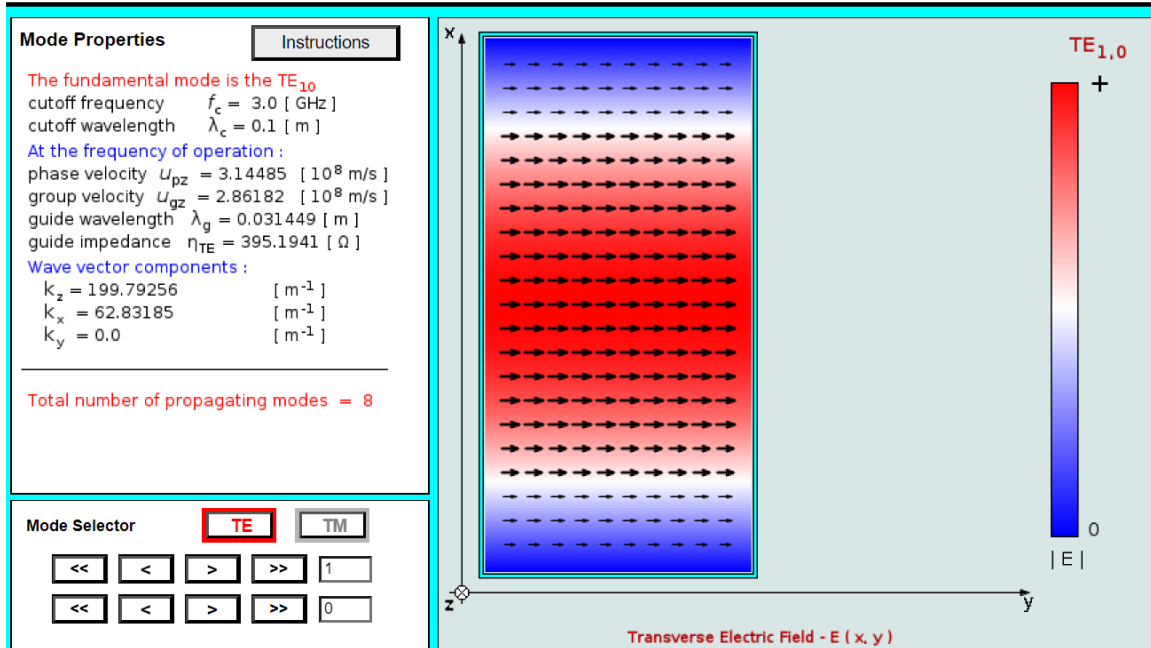 Mode Properties
Instructions
The fundamental mode is the TE10
cutoff frequency fc = 3.0 [ GHz ]
cutoff wavelength λc = 0.1 [ m ]
At the frequency of operation :
phase velocity upz = 3.14485 [ 10^8 m/s ]
group velocity ugz = 2.86182 [ 10^8 m/s ]
guide wavelength λg = 0.031449 [ m ]
guide impedance ηTE = 395.1941 [ Ω ]
Wave vector components :
kz = 199.79256 [ m^-1 ]
kx = 62.83185 [ m^-1 ]
ky = 0.0 [ m^-1 ]
Total number of propagating modes = 8
Mode Selector
TE
TM
<< < > >> 1
<< < > >> 0
x
z
y
Transverse Electric Field - E ( x, y )
TE1,0
+
0
| E |